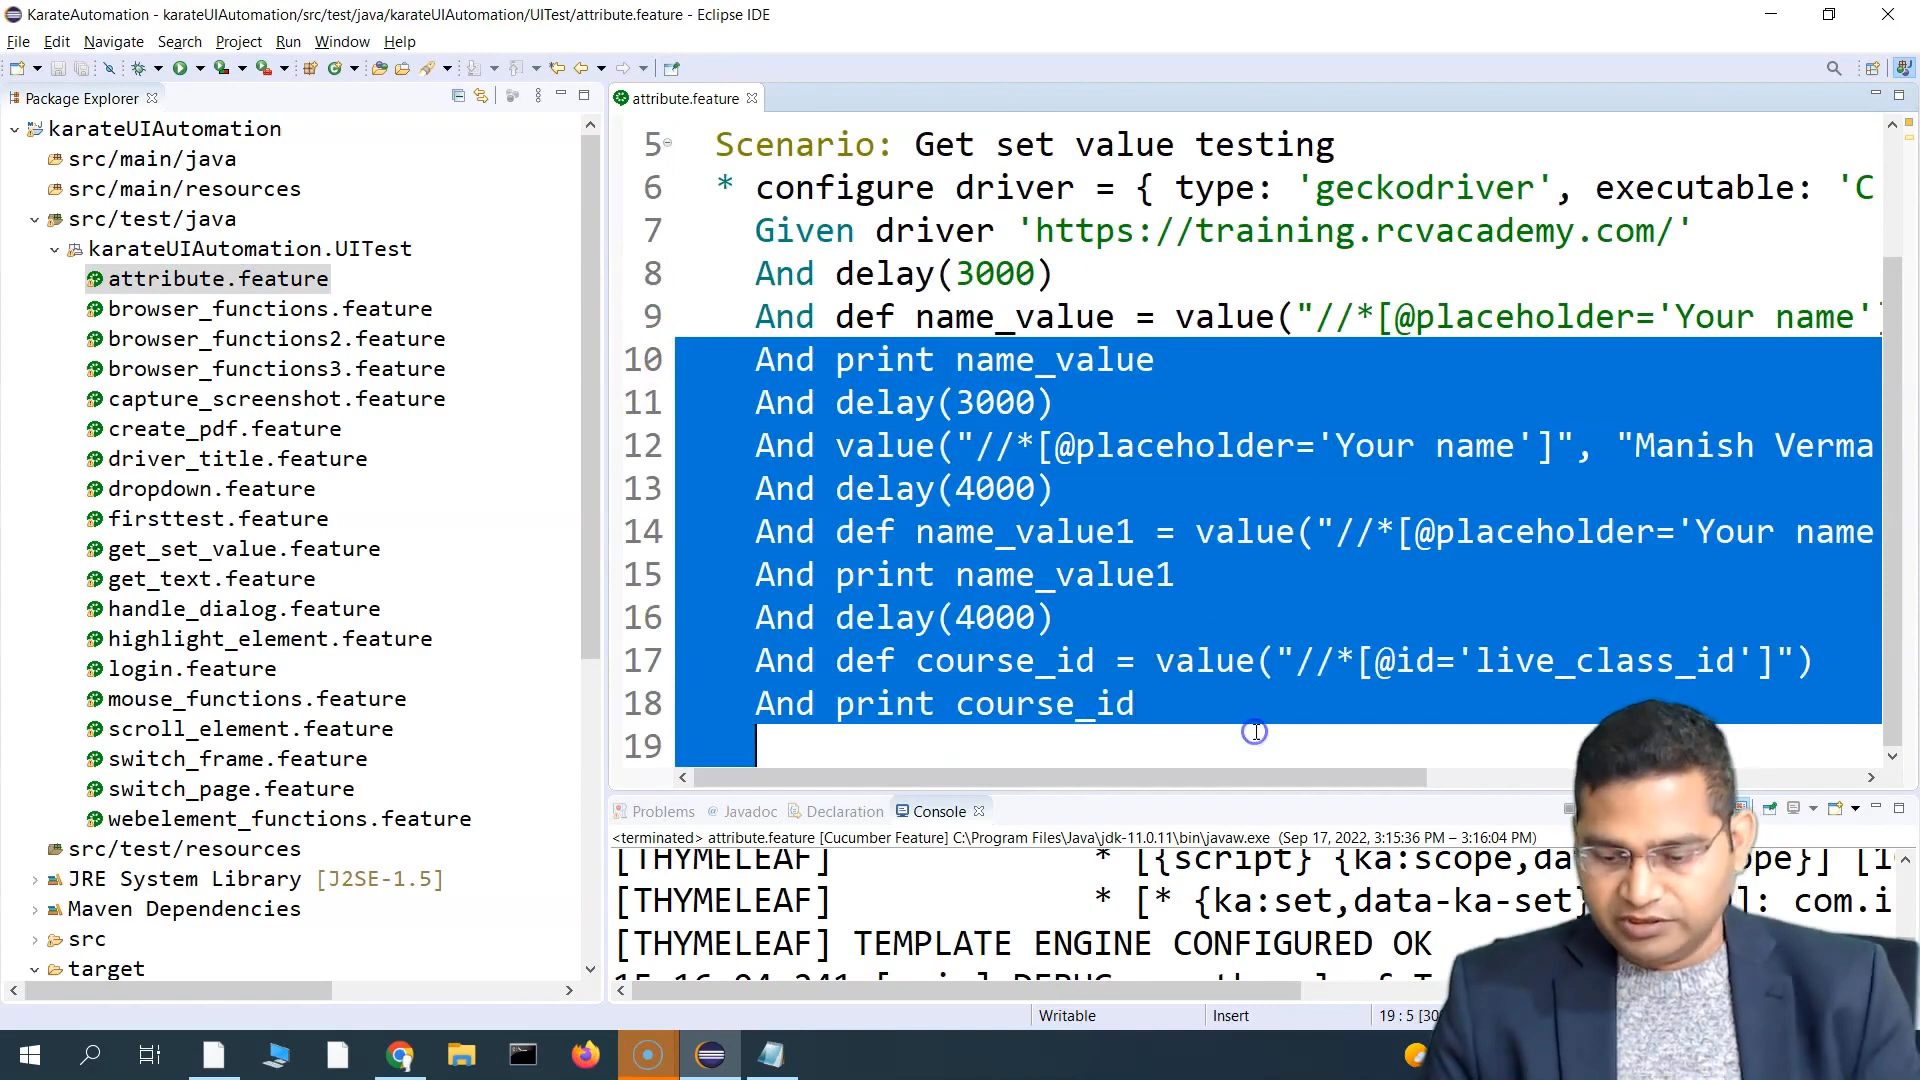 KarateAutomation - karateUIAutomation/src/test/java/karateUIAutomation/UITest/attribute.feature - Eclipse IDE
File Edit Navigate Search Project Run Window Help
Package Explorer
karateUIAutomation
src/main/java
src/main/resources
src/test/java
karateUIAutomation.UITest
attribute.feature
browser_functions.feature
browser_functions2.feature
browser_functions3.feature
capture_screenshot.feature
create_pdf.feature
driver_title.feature
dropdown.feature
firsttest.feature
get_set_value.feature
get_text.feature
handle_dialog.feature
highlight_element.feature
login.feature
mouse_functions.feature
scroll_element.feature
switch_frame.feature
switch_page.feature
webelement_functions.feature
src/test/resources
JRE System Library [J2SE-1.5]
Maven Dependencies
src
target
attribute.feature
5 Scenario: Get set value testing
6 * configure driver = { type: 'geckodriver', executable: 'C
7 Given driver 'https://training.rcvacademy.com/'
8 And delay(3000)
9 And def name_value = value("//*[@placeholder='Your name']
10 And print name_value
11 And delay(3000)
12 And value("//*[@placeholder='Your name']", "Manish Verma
13 And delay(4000)
14 And def name_value1 = value("//*[@placeholder='Your name
15 And print name_value1
16 And delay(4000)
17 And def course_id = value("//*[@id='live_class_id']")
18 And print course_id
19
Problems @ Javadoc Declaration Console
<terminated> attribute.feature [Cucumber Feature] C:\Program Files\Java\jdk-11.0.11\bin\javaw.exe (Sep 17, 2022, 3:15:36 PM – 3:16:04 PM)
[THYMELEAF] * [{script} {ka:scope,da ope}] [1
[THYMELEAF] * [* {ka:set,data-ka-set} ]: com.i
[THYMELEAF] TEMPLATE ENGINE CONFIGURED OK
Writable Insert 19 : 5 [30